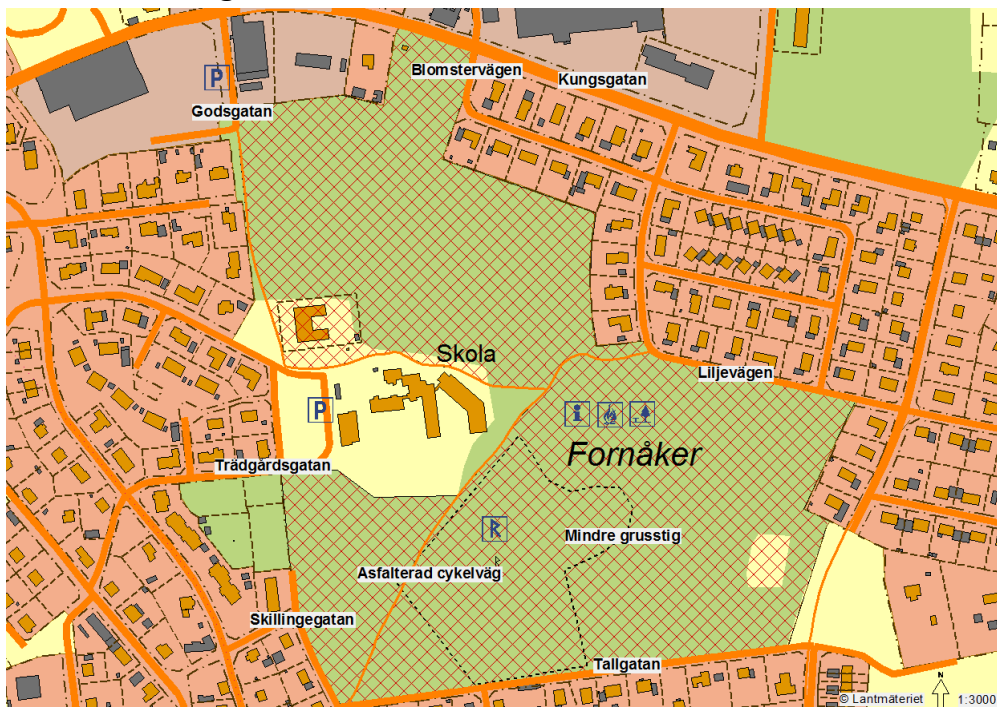 Blomstervägen
Kungsgatan
P
Godsgatan
Skola
Liljevägen
P
i
Fornåker
Trädgårdsgatan
R
Mindre grusstig
Asfalterad cykelväg
Skillingegatan
Tallgatan
N
© Lantmäteriet
1:3000